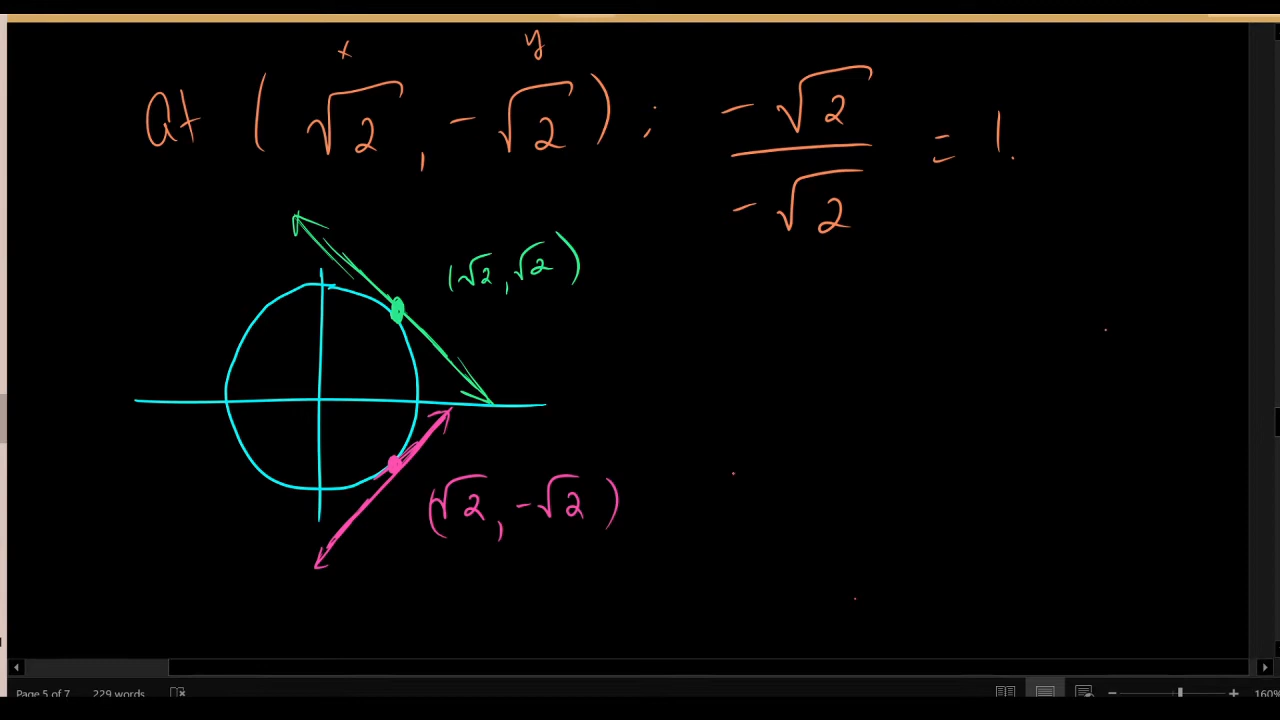 x y
At (√2, -√2); -√2/-√2 = 1.
(√2, √2)
(√2, -√2)
Page 5 of 7 229 words 160%